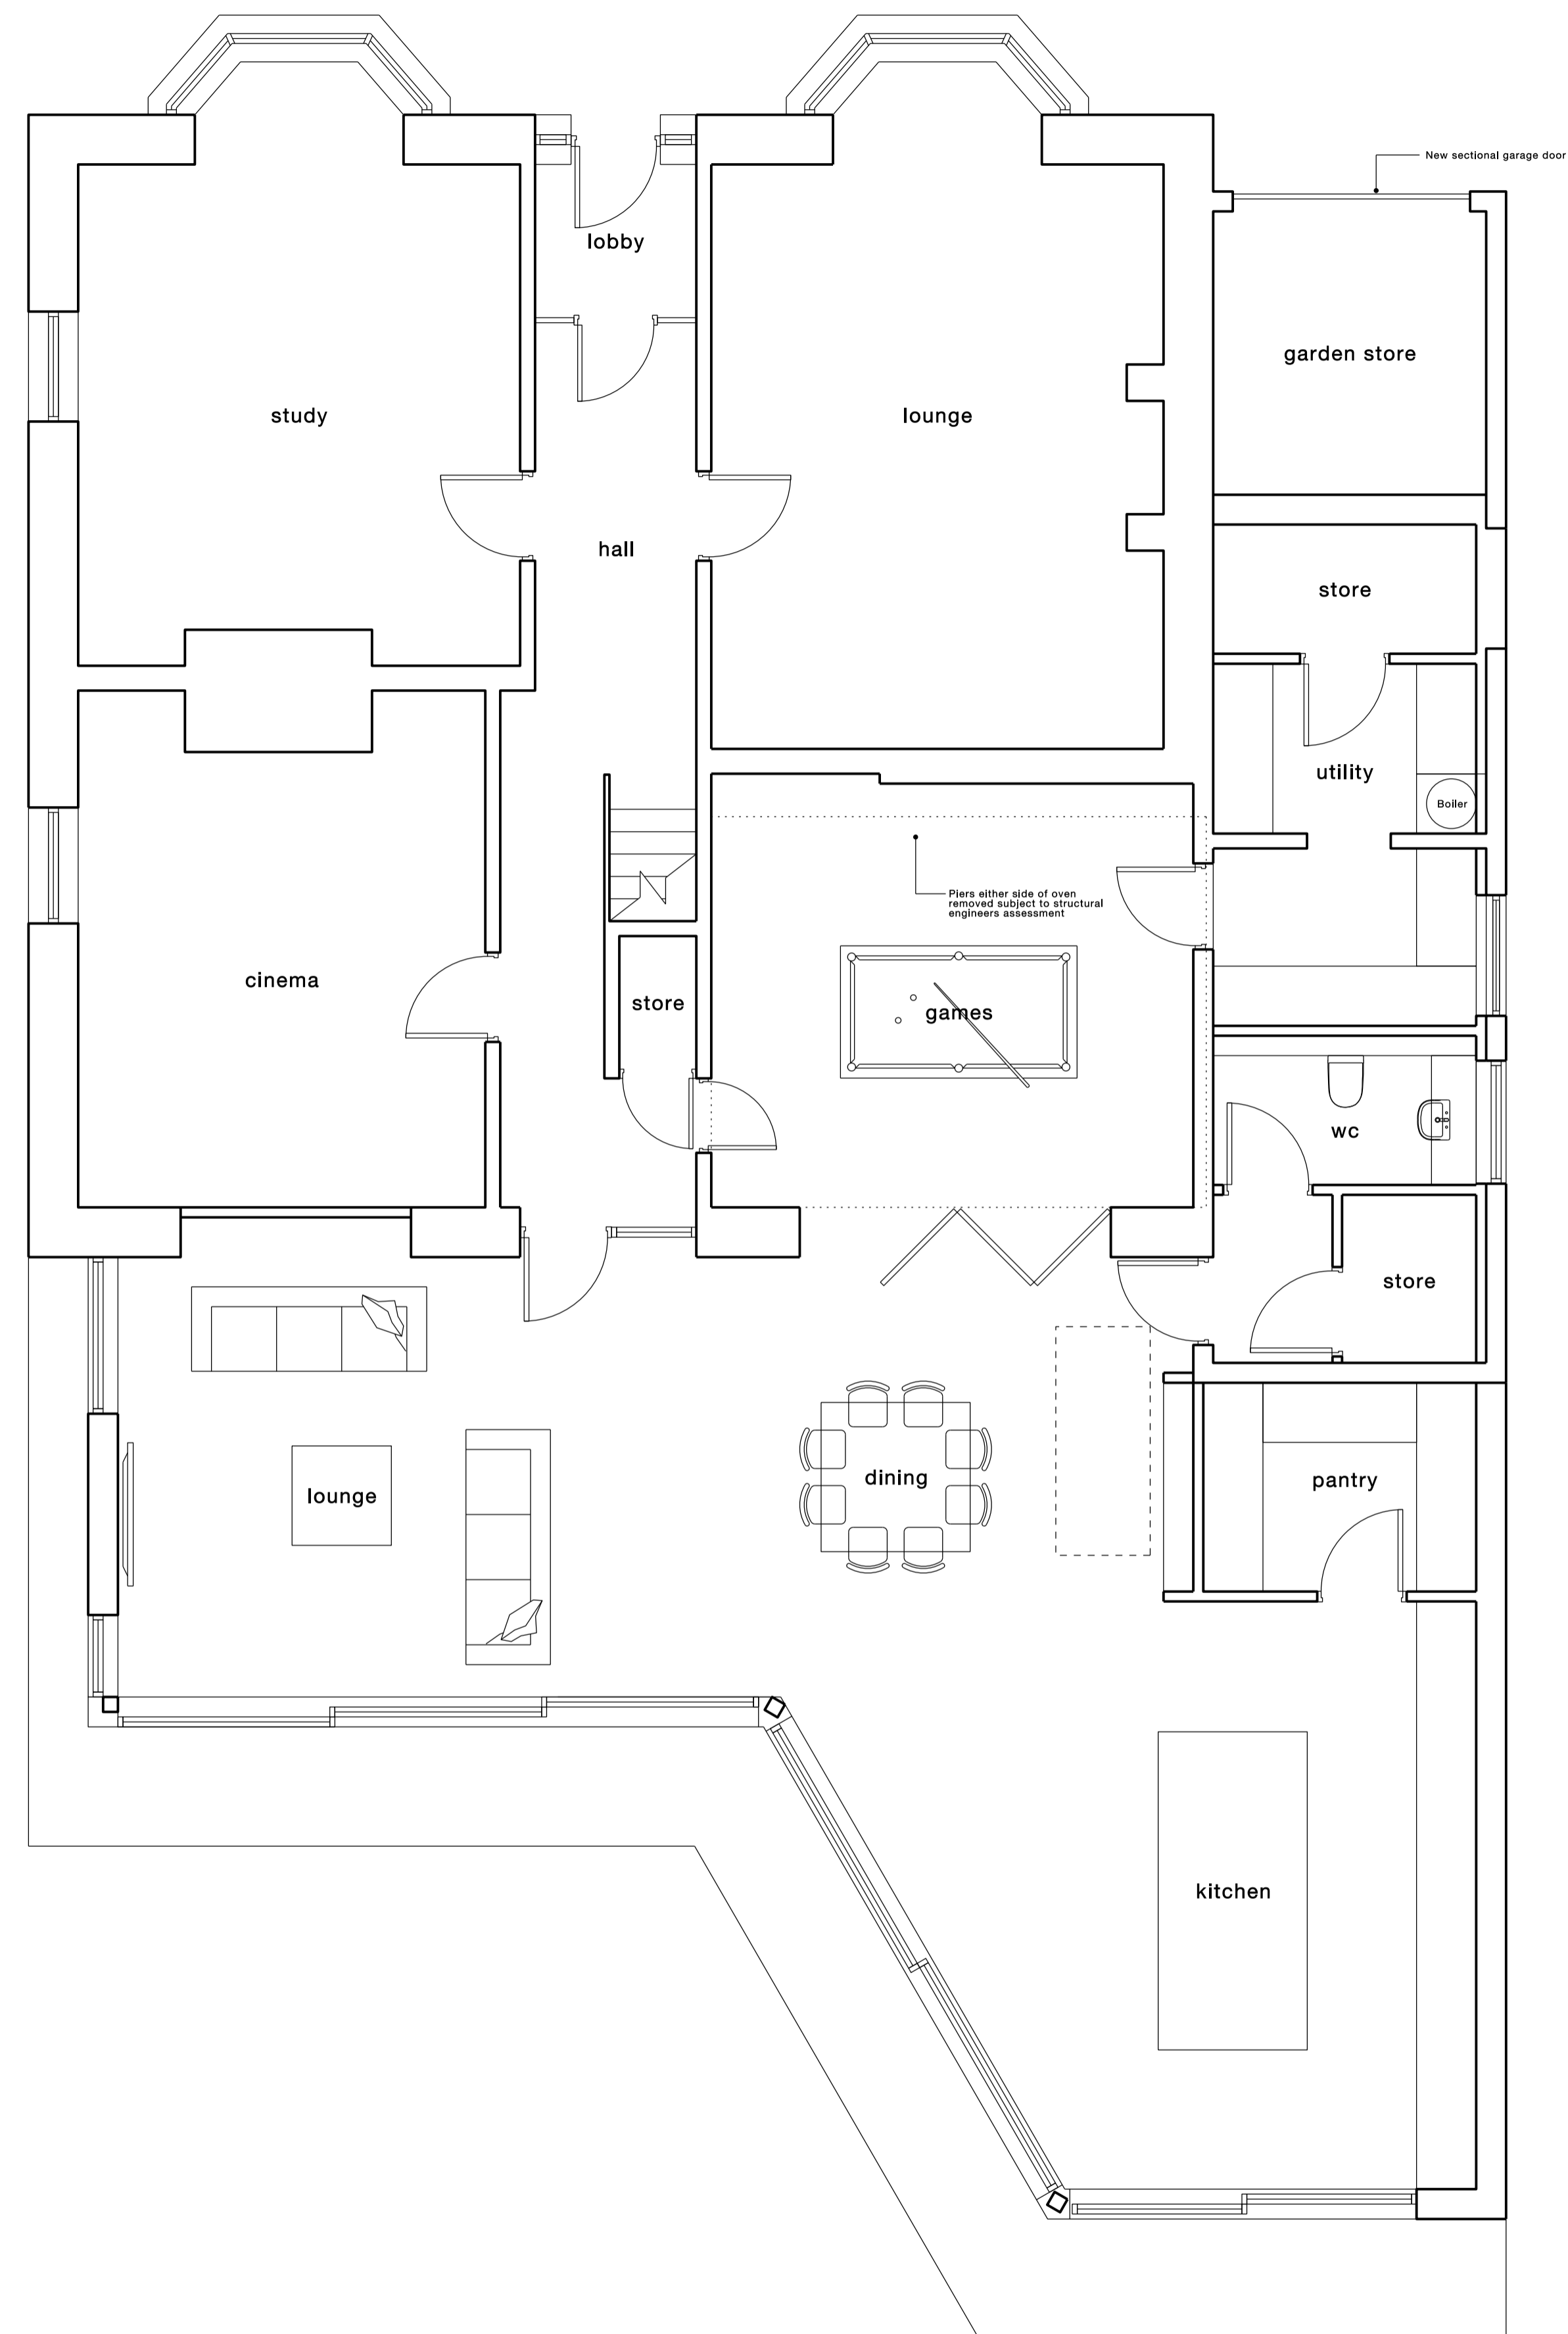 New sectional garage door
lobby
garden store
study
lounge
hall
store
utility
Boiler
Piers either side of oven
removed subject to structural
engineers assessment
cinema
store
games
wc
store
dining
pantry
lounge
kitchen